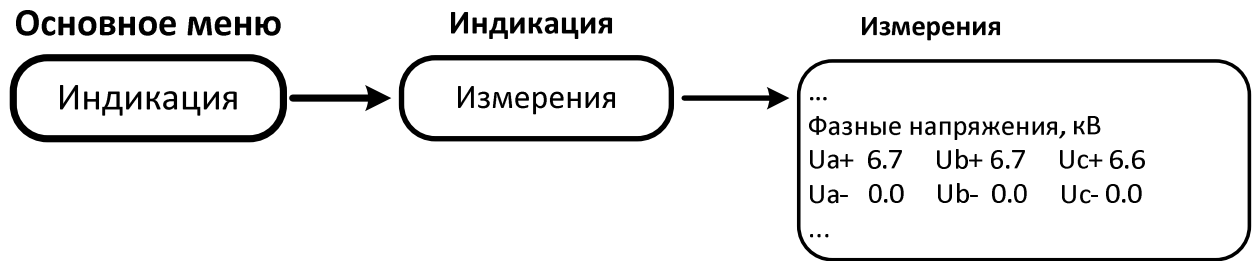 Основное меню
Индикация
Индикация
Измерения
Измерения
...
Фазные напряжения, кВ
Ua+ 6.7 Ub+ 6.7 Uc+ 6.6
Ua- 0.0 Ub- 0.0 Uc- 0.0
...